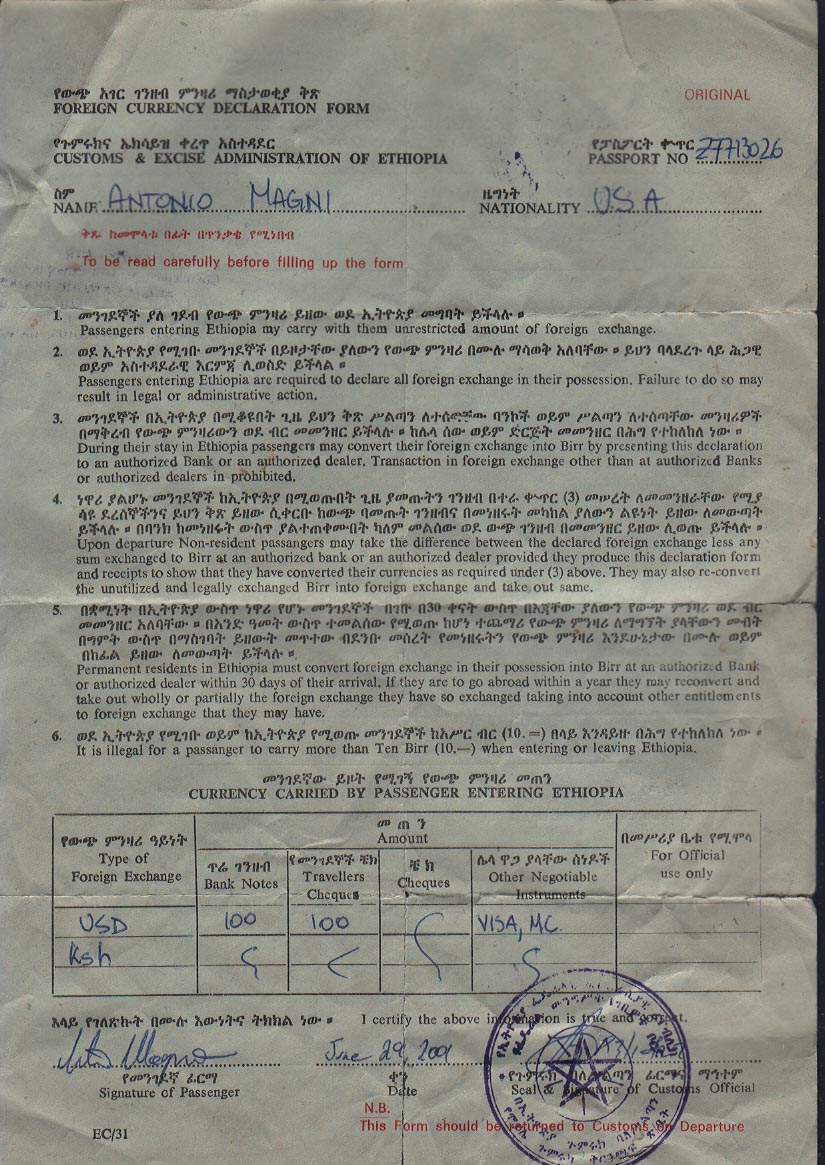 የውጭ አገር ገንዘብ ምንዛሪ ማስታወቂያ ቅጽ
ORIGINAL
FOREIGN CURRENCY DECLARATION FORM
የጉምሩክና ኤክሳይዝ ቀረጥ አስተዳደር
የፓስፖርት ቍጥር
CUSTOMS & EXCISE ADMINISTRATION OF ETHIOPIA
PASSPORT NO Z7713026
ስም
ዜግነት
NAME ANTONIO MAGNI
NATIONALITY USA
ቅጹ ከመሞላቱ በፊት በጥንቃቄ የሚነበብ
To be read carefully before filling up the form
1. መንገደኞች ያለ ገደብ የውጭ ምንዛሪ ይዘው ወደ ኢትዮጵያ መግባት ይችላሉ ።
Passengers entering Ethiopia may carry with them unrestricted amount of foreign exchange.
2. ወደ ኢትዮጵያ የሚገቡ መንገደኞች በይዞታቸው ያለውን የውጭ ምንዛሪ በሙሉ ማሳወቅ አለባቸው ። ይህን ባላደረጉ ላይ ሕጋዊ
ወይም አስተዳደራዊ እርምጃ ሊወስድ ይችላል ።
Passengers entering Ethiopia are required to declare all foreign exchange in their possession. Failure to do so may
result in legal or administrative action.
3. መንገደኞች በኢትዮጵያ በሚቆዩበት ጊዜ ይህን ቅጽ ሥልጣን ለተሰጣቸው ባንኮች ወይም ሥልጣን ለተሰጣቸው መንዛሪዎች
በማቅረብ የውጭ ምንዛሪውን ወደ ብር መመንዘር ይችላሉ ። ከሌላ ሰው ወይም ድርጅት መመንዘር በሕግ የተከለከለ ነው ።
During their stay in Ethiopia passengers may convert their foreign exchange into Birr by presenting this declaration
to an authorized Bank or an authorized dealer. Transaction in foreign exchange other than at authorized Banks
or authorized dealers in prohibited.
4. ነዋሪ ያልሆኑ መንገደኞች ከኢትዮጵያ በሚወጡበት ጊዜ ያመጡትን ገንዘብ በተራ ቍጥር (3) መሠረት ለመመንዘራቸው የሚያ
ሳዩ ደረሰኞችንና ይህን ቅጽ ይዘው ሲቀርቡ ከውጭ ባመጡት ገንዘብና በመነዘሩት መካከል ያለውን ልዩነት ይዘው ለመውጣት
ይችላሉ ። በባንክ ከመነዘሩት ውስጥ ያልተጠቀሙበት ካለም መልሰው ወደ ውጭ ገንዘብ በመመንዘር ይዘው ሊወጡ ይችላሉ ።
Upon departure Non-resident passengers may take the difference between the declared foreign exchange less any
sum exchanged to Birr at an authorized bank or an authorized dealer provided they produce this declaration form
and receipts to show that they have converted their currencies as required under (3) above. They may also re-convert
the unutilized and legally exchanged Birr into foreign exchange and take out same.
5. በቋሚነት በኢትዮጵያ ውስጥ ነዋሪ የሆኑ መንገደኞች በገቡ በ30 ቀናት ውስጥ በእጃቸው ያለውን የውጭ ምንዛሪ ወደ ብር
መመንዘር አለባቸው ። በአንድ ዓመት ውስጥ ተመልሰው የሚወጡ ከሆነ ተጨማሪ የውጭ ምንዛሪ ለማግኘት ያላቸውን መብት
በግምት ውስጥ በማስገባት ይዘውት መጥተው በደንቡ መሰረት የመነዘሩትን የውጭ ምንዛሪ እንደሁኔታው በሙሉ ወይም
በከፊል ይዘው ለመውጣት ይችላሉ ።
Permanent residents in Ethiopia must convert foreign exchange in their possession into Birr at an authorized Bank
or authorized dealer within 30 days of their arrival. If they are to go abroad within a year they may reconvert and
take out wholly or partially the foreign exchange they have so exchanged taking into account other entitlements
to foreign exchange that they may have.
6. ወደ ኢትዮጵያ የሚገቡ ወይም ከኢትዮጵያ የሚወጡ መንገደኞች ከአሥር ብር (10.=) በላይ እንዳይዙ በሕግ የተከለከለ ነው ።
It is illegal for a passanger to carry more than Ten Birr (10.—) when entering or leaving Ethiopia.
መንገደኛው ይዞት የሚገኝ የውጭ ምንዛሪ መጠን
CURRENCY CARRIED BY PASSENGER ENTERING ETHIOPIA
የውጭ ምንዛሪ ዓይነት
Type of
Foreign Exchange
መጠን
Amount
በመሥሪያ ቤቱ የሚሞላ
For Official
use only
ጥሬ ገንዘብ
Bank Notes
የመንገደኞች ቼክ
Travellers
Cheques
ቼክ
Cheques
ሌላ ዋጋ ያላቸው ሰነዶች
Other Negotiable
Instruments
USD 100 100 VISA, MC.
Ksh
እላይ የገለጽኩት በሙሉ እውነትና ትክክል ነው ። I certify the above information is true and correct.
June 29, 2001
የመንገደኛ ፊርማ
ቀን
የጉምሩክ ባለሥልጣን ፊርማና ማኅተም
Signature of Passenger
Date
Seal & Signature of Customs Official
N.B.
This Form should be returned to Customs on Departure
EC/31